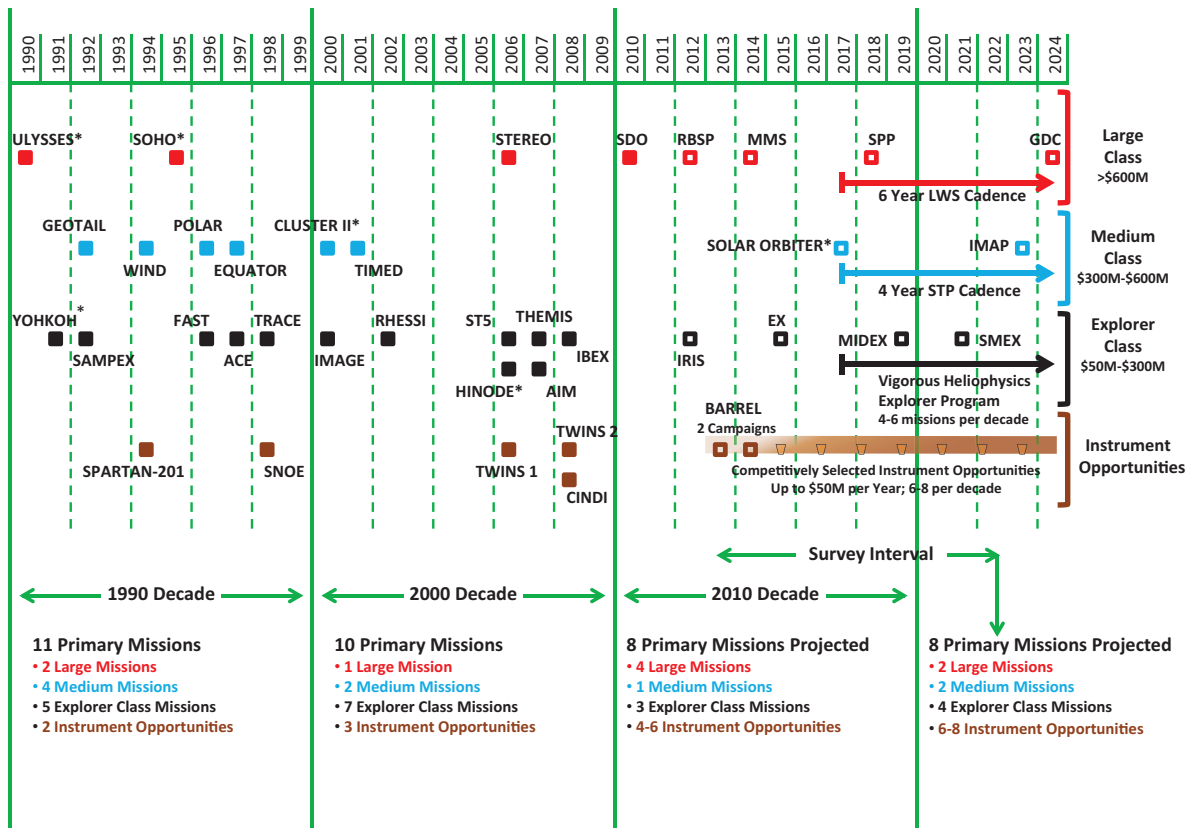 1990 1991 1992 1993 1994 1995 1996 1997 1998 1999 2000 2001 2002 2003 2004 2005 2006 2007 2008 2009 2010 2011 2012 2013 2014 2015 2016 2017 2018 2019 2020 2021 2022 2023 2024
ULYSSES* SOHO* STEREO SDO RBSP MMS SPP GDC
Large
Class
>$600M
6 Year LWS Cadence
GEOTAIL POLAR CLUSTER II* SOLAR ORBITER* IMAP
WIND EQUATOR TIMED
Medium
Class
$300M-$600M
4 Year STP Cadence
YOHKOH* FAST TRACE RHESSI ST5 THEMIS EX MIDEX SMEX
SAMPEX ACE IMAGE IBEX IRIS
HINODE* AIM
Explorer
Class
$50M-$300M
Vigorous Heliophysics
Explorer Program
4-6 missions per decade
BARREL
2 Campaigns
TWINS 2
SPARTAN-201 SNOE TWINS 1
CINDI
Instrument
Opportunities
Competitively Selected Instrument Opportunities
Up to $50M per Year; 6-8 per decade
Survey Interval
1990 Decade 2000 Decade 2010 Decade
11 Primary Missions
• 2 Large Missions
• 4 Medium Missions
• 5 Explorer Class Missions
• 2 Instrument Opportunities
10 Primary Missions
• 1 Large Mission
• 2 Medium Missions
• 7 Explorer Class Missions
• 3 Instrument Opportunities
8 Primary Missions Projected
• 4 Large Missions
• 1 Medium Missions
• 3 Explorer Missions
• 4-6 Instrument Opportunities
8 Primary Missions Projected
• 2 Large Missions
• 2 Medium Missions
• 4 Explorer Missions
• 6-8 Instrument Opportunities